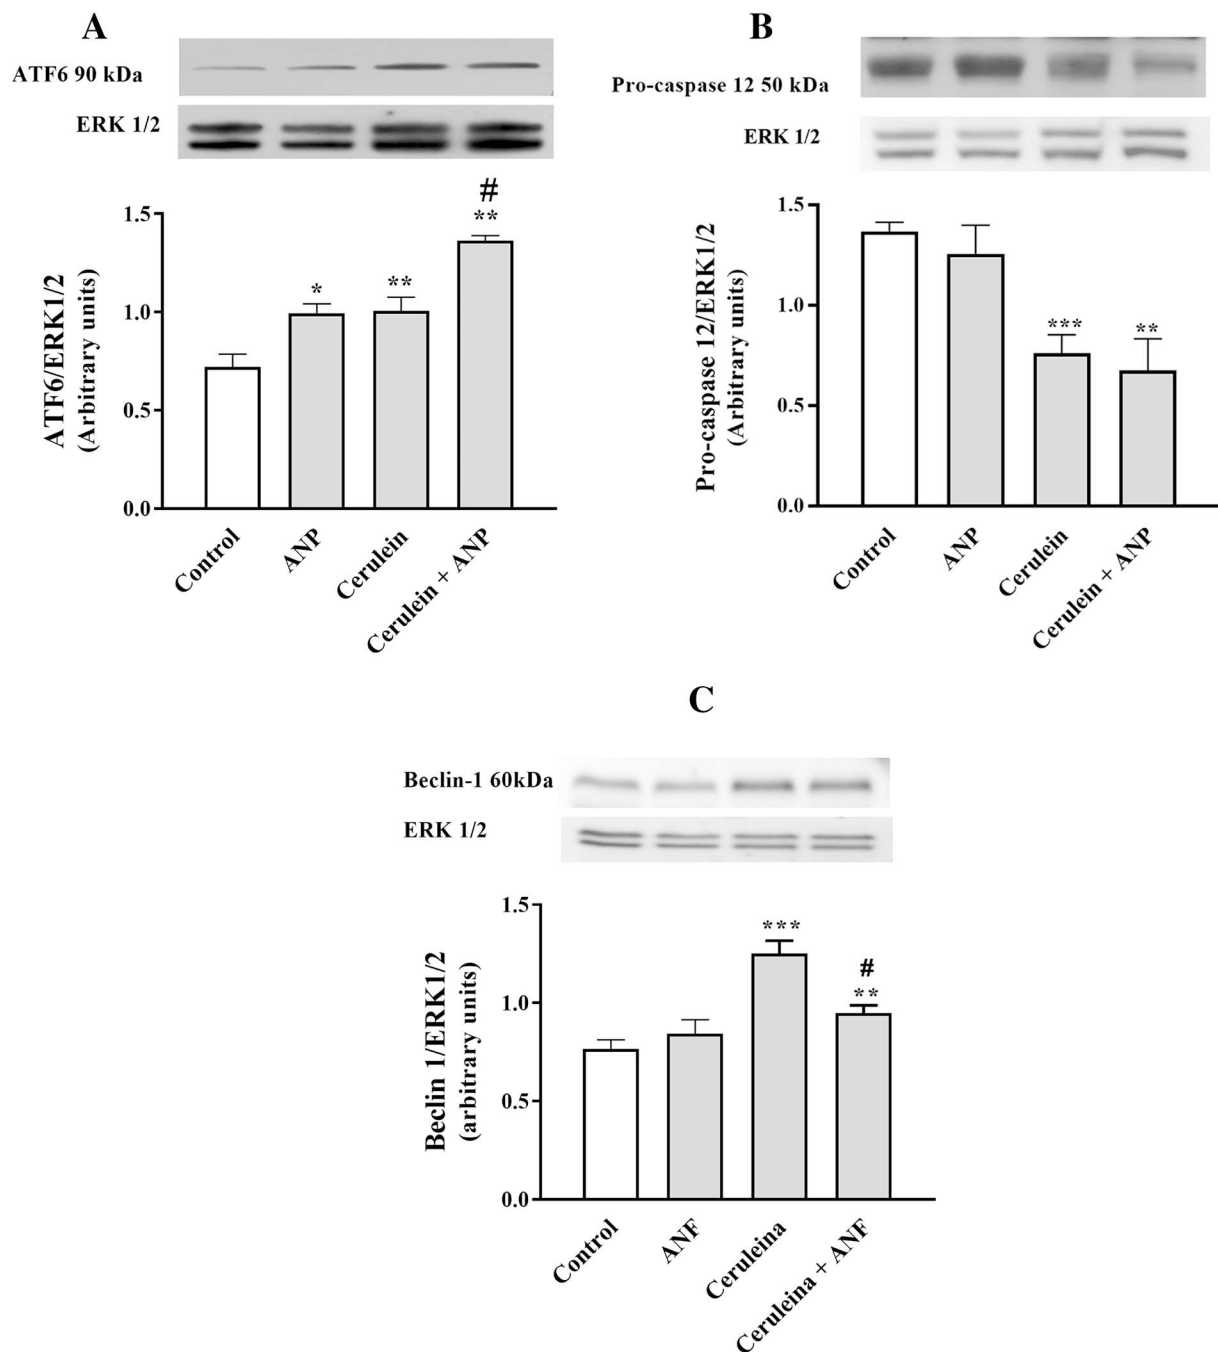 A
ATF6 90 kDa
ERK 1/2
#
**
**
*
1.5
1.0
0.5
0.0
ATF6/ERK1/2
(Arbitrary units)
Control
ANP
Cerulein
Cerulein + ANP
B
Pro-caspase 12 50 kDa
ERK 1/2
1.5
1.0
0.5
0.0
Pro-caspase 12/ERK1/2
(Arbitrary units)
***
**
Control
ANP
Cerulein
Cerulein + ANP
C
Beclin-1 60kDa
ERK 1/2
1.5
1.0
0.5
0.0
Beclin 1/ERK1/2
(arbitrary units)
***
#
**
Control
ANF
Ceruleina
Ceruleina + ANF